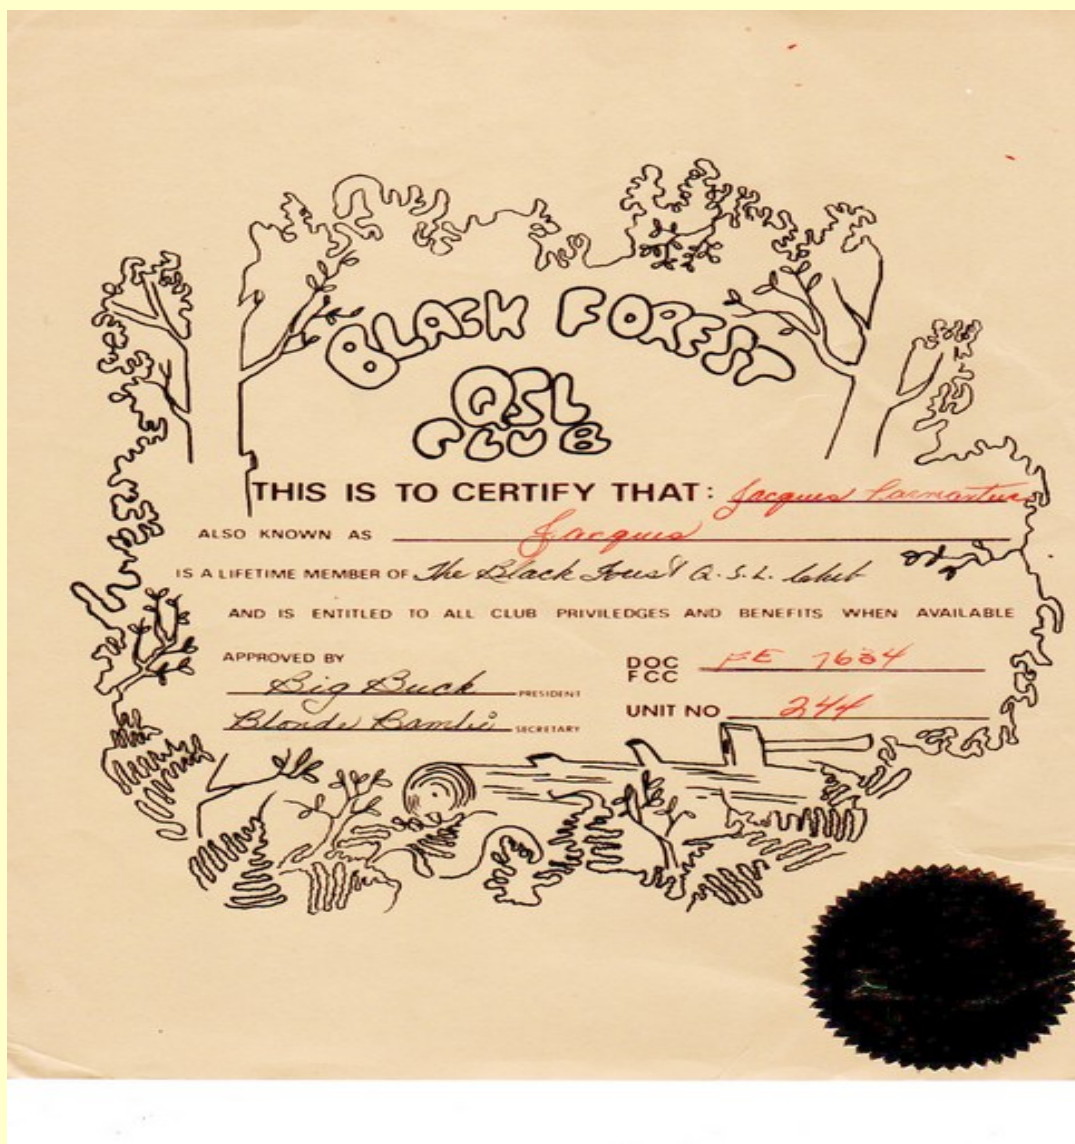 BLACK FOREST
QSL
CLUB
THIS IS TO CERTIFY THAT: Jacques
ALSO KNOWN AS Jacques
IS A LIFETIME MEMBER OF The Black Forest Q.S.L. Club
AND IS ENTITLED TO ALL CLUB PRIVILEDGES AND BENEFITS WHEN AVAILABLE
APPROVED BY
Big Buck PRESIDENT
Blonde Bambi SECRETARY
DOC
FCC
FE 7634
UNIT NO 244